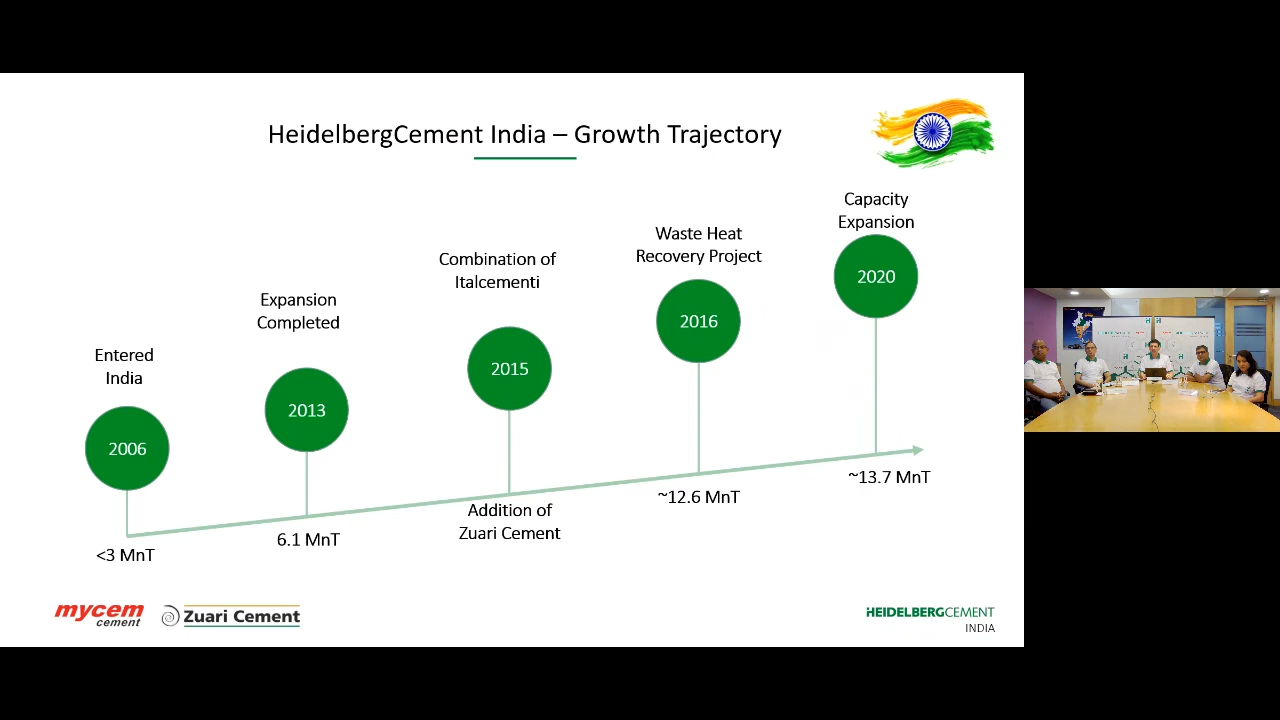 HeidelbergCement India – Growth Trajectory
Capacity
Expansion
2020
Waste Heat
Recovery Project
2016
Combination of
Italcementi
2015
Expansion
Completed
2013
Entered
India
2006
<3 MnT
6.1 MnT
Addition of
Zuari Cement
~12.6 MnT
~13.7 MnT
mycem
cement
Zuari Cement
HEIDELBERGCEMENT
INDIA